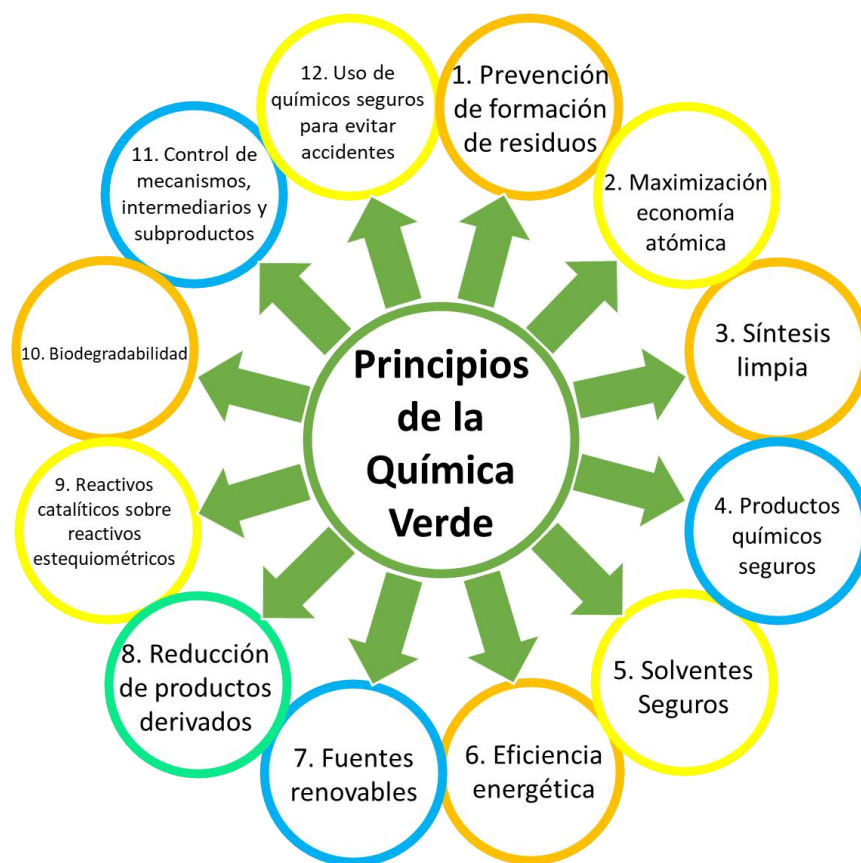 Principios
de la
Química
Verde
1. Prevención
de formación
de residuos
2. Maximización
economía
atómica
3. Síntesis
limpia
4. Productos
químicos
seguros
5. Solventes
Seguros
6. Eficiencia
energética
7. Fuentes
renovables
8. Reducción
de productos
derivados
9. Reactivos
catalíticos sobre
reactivos
estequiométricos
10. Biodegradabilidad
11. Control de
mecanismos,
intermediarios y
subproductos
12. Uso de
químicos seguros
para evitar
accidentes